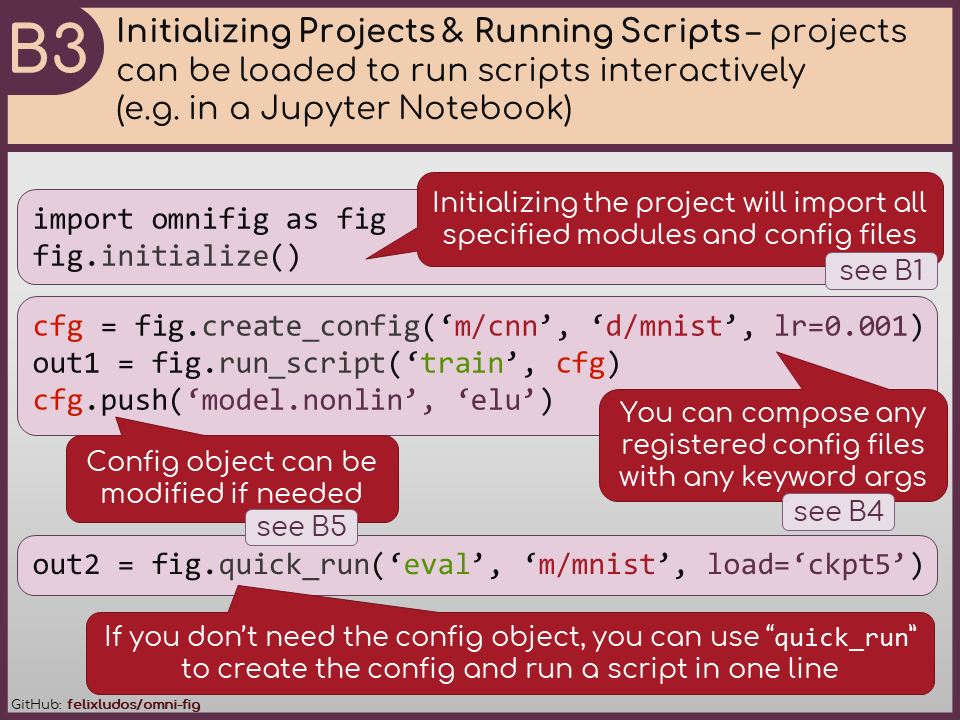 B3
Initializing Projects & Running Scripts – projects
can be loaded to run scripts interactively
(e.g. in a Jupyter Notebook)
import omnifig as fig
fig.initialize()
Initializing the project will import all
specified modules and config files
see B1
cfg = fig.create_config(‘m/cnn’, ‘d/mnist’, lr=0.001)
out1 = fig.run_script(‘train’, cfg)
cfg.push(‘model.nonlin’, ‘elu’)
You can compose any
registered config files
with any keyword args
see B4
Config object can be
modified if needed
see B5
out2 = fig.quick_run(‘eval’, ‘m/mnist’, load=‘ckpt5’)
If you don’t need the config object, you can use “quick_run”
to create the config and run a script in one line
GitHub: felixludos/omni-fig